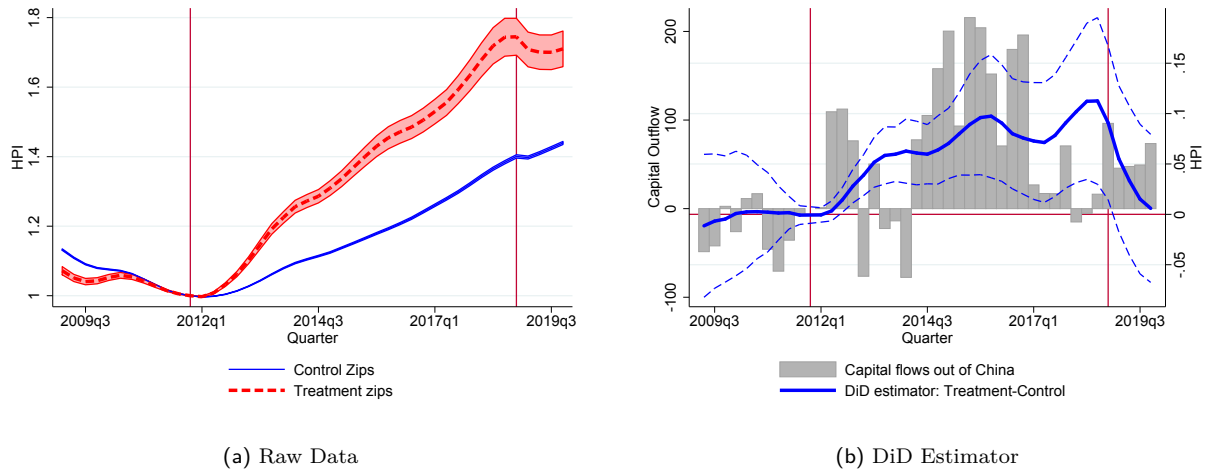 HPI
1.8
1.6
1.4
1.2
1
2009q3
2012q1
2014q3
2017q1
2019q3
Quarter
Control Zips
Treatment zips
(a) Raw Data
Capital Outflow
200
100
0
-100
HPI
.15
.1
.05
0
-.05
2009q3
2012q1
2014q3
2017q1
2019q3
Quarter
Capital flows out of China
DiD estimator: Treatment-Control
(b) DiD Estimator